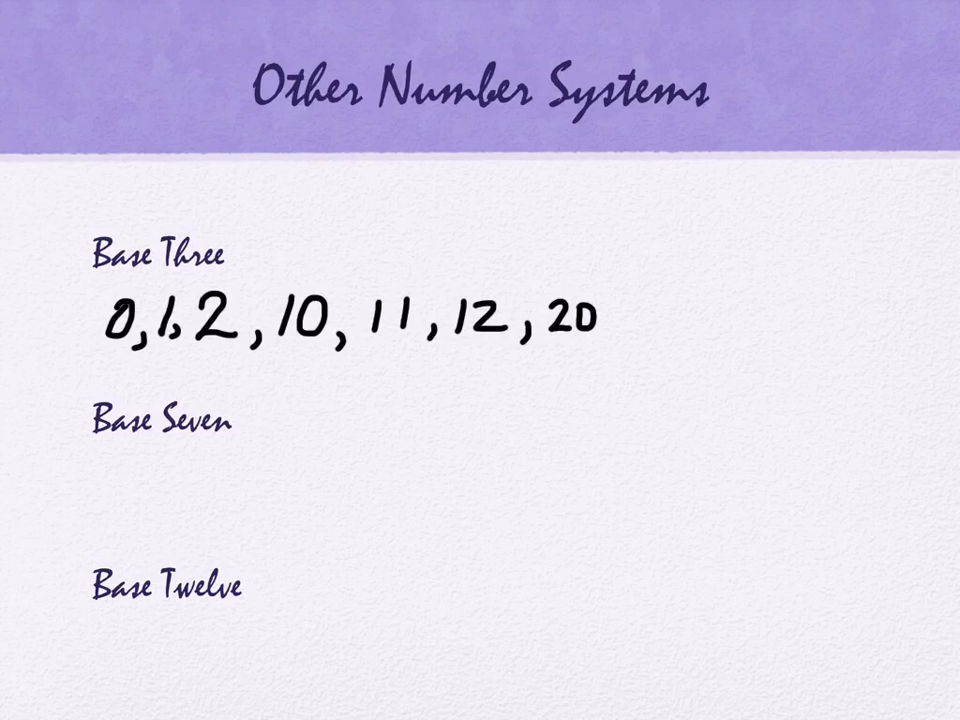 Other Number Systems
Base Three
0, 1, 2, 10, 11, 12, 20
Base Seven
Base Twelve